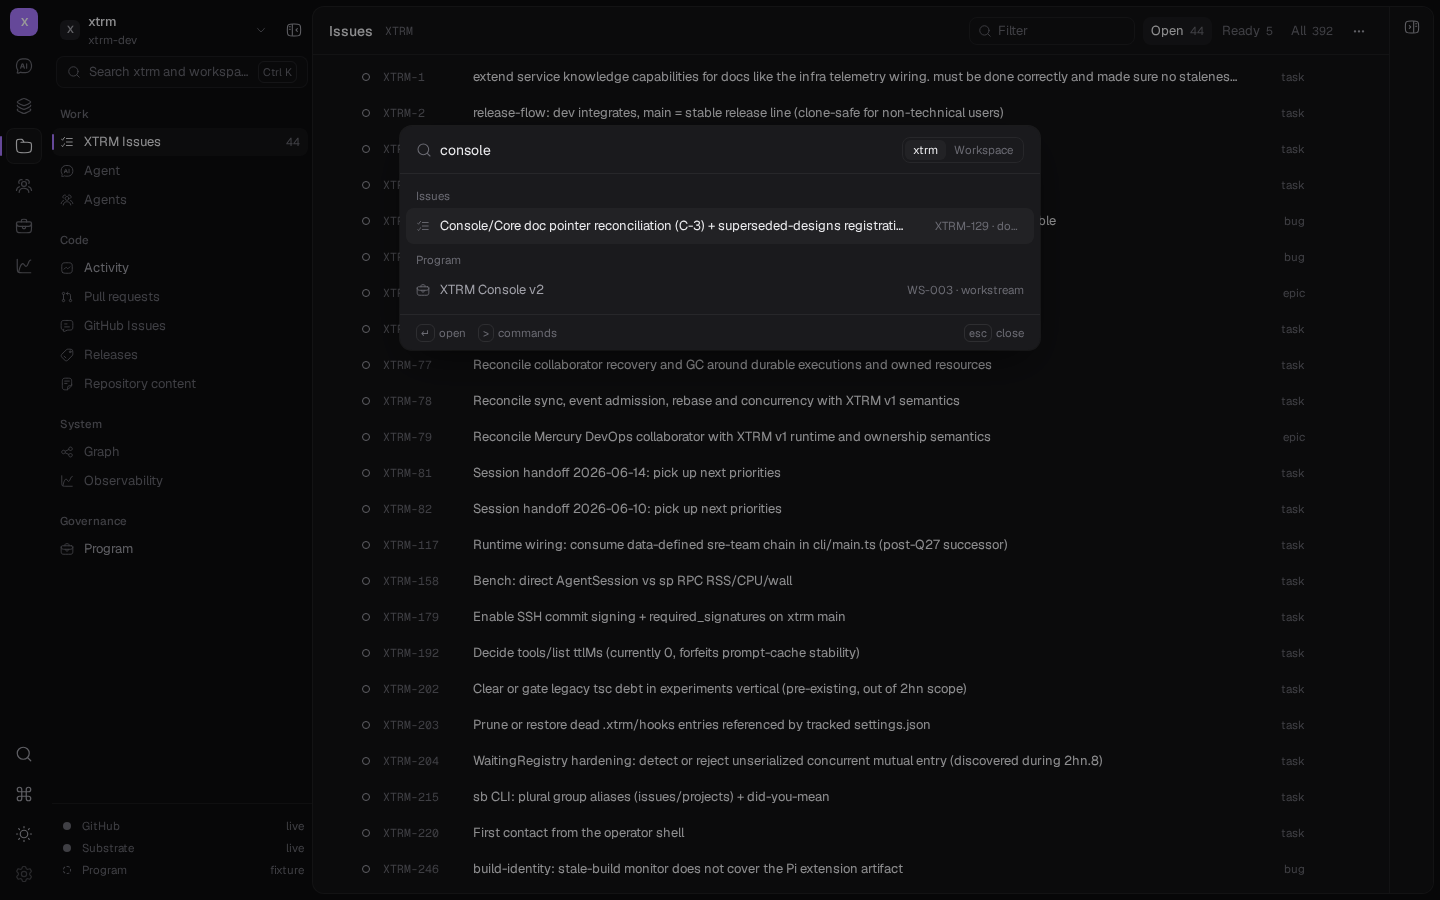 X
X
xtrm
xtrm-dev
Search xtrm and workspa...
Ctrl K
Work
XTRM Issues
44
Agent
Agents
Code
Activity
Pull requests
GitHub Issues
Releases
Repository content
System
Graph
Observability
Governance
Program
GitHub
live
Substrate
live
Program
fixture
Issues
XTRM
Filter
Open 44
Ready 5
All 392
XTRM-1
extend service knowledge capabilities for docs like the infra telemetry wiring. must be done correctly and made sure no stalenes...
task
XTRM-2
release-flow: dev integrates, main = stable release line (clone-safe for non-technical users)
task
task
task
ble
bug
bug
epic
task
console
xtrm
Workspace
Issues
Console/Core doc pointer reconciliation (C-3) + superseded-designs registrati...
XTRM-129 · do...
Program
XTRM Console v2
WS-003 · workstream
↵ open
> commands
esc close
XTRM-77
Reconcile collaborator recovery and GC around durable executions and owned resources
task
XTRM-78
Reconcile sync, event admission, rebase and concurrency with XTRM v1 semantics
task
XTRM-79
Reconcile Mercury DevOps collaborator with XTRM v1 runtime and ownership semantics
epic
XTRM-81
Session handoff 2026-06-14: pick up next priorities
task
XTRM-82
Session handoff 2026-06-10: pick up next priorities
task
XTRM-117
Runtime wiring: consume data-defined sre-team chain in cli/main.ts (post-Q27 successor)
task
XTRM-158
Bench: direct AgentSession vs sp RPC RSS/CPU/wall
task
XTRM-179
Enable SSH commit signing + required_signatures on xtrm main
task
XTRM-192
Decide tools/list ttlMs (currently 0, forfeits prompt-cache stability)
task
XTRM-202
Clear or gate legacy tsc debt in experiments vertical (pre-existing, out of 2hn scope)
task
XTRM-203
Prune or restore dead .xtrm/hooks entries referenced by tracked settings.json
task
XTRM-204
WaitingRegistry hardening: detect or reject unserialized concurrent mutual entry (discovered during 2hn.8)
task
XTRM-215
sb CLI: plural group aliases (issues/projects) + did-you-mean
task
XTRM-220
First contact from the operator shell
task
XTRM-246
build-identity: stale-build monitor does not cover the Pi extension artifact
bug